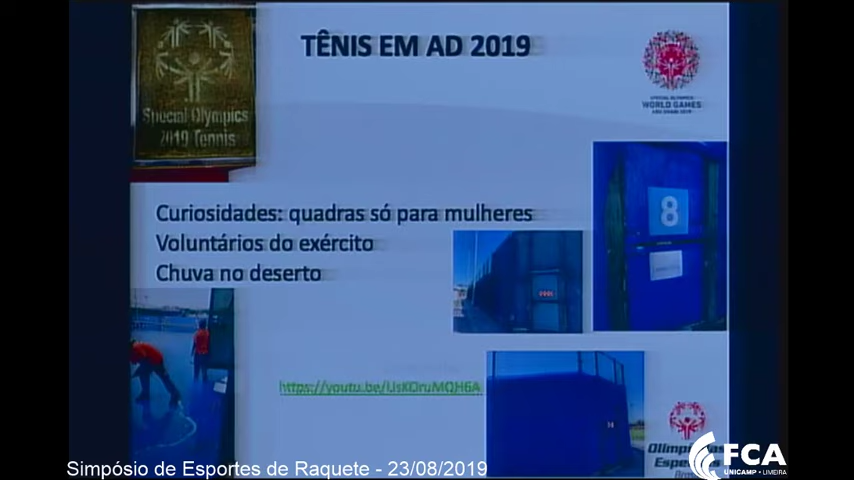 TÊNIS EM AD 2019
Special Olympics
2019 Tennis
SPECIAL OLYMPICS
WORLD GAMES
ABU DHABI 2019
8
Curiosidades: quadras só para mulheres
Voluntários do exército
Chuva no deserto
Simpósio de Esportes de Raquete - 23/08/2019
FCA
UNICAMP - LIMEIRA